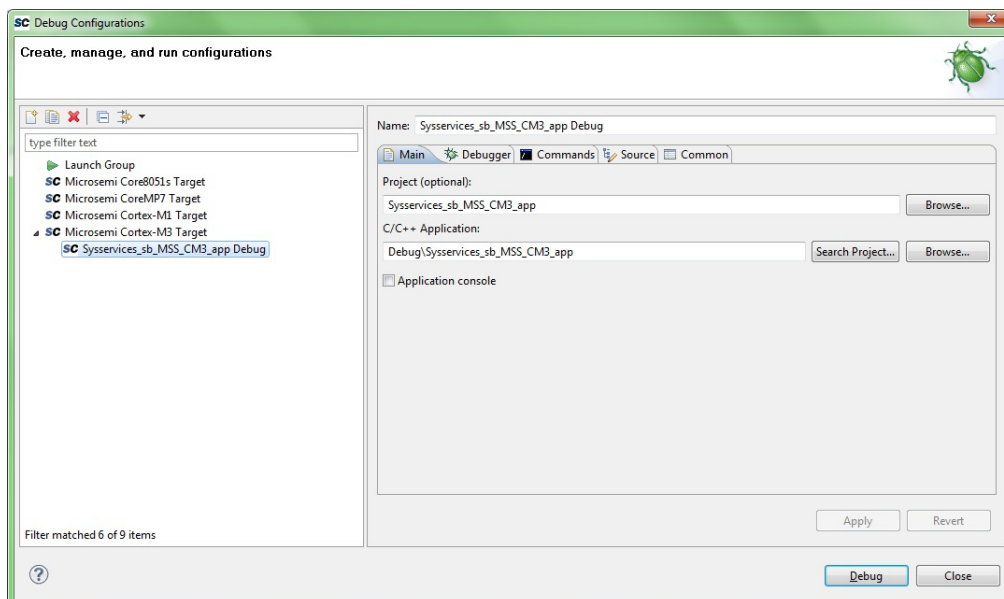 SC Debug Configurations
Create, manage, and run configurations
type filter text
Launch Group
SC Microsemi Core8051s Target
SC Microsemi CoreMP7 Target
SC Microsemi Cortex-M1 Target
SC Microsemi Cortex-M3 Target
SC Sysservices_sb_MSS_CM3_app Debug
Filter matched 6 of 9 items
Name: Sysservices_sb_MSS_CM3_app Debug
Main Debugger Commands Source Common
Project (optional):
Sysservices_sb_MSS_CM3_app Browse...
C/C++ Application:
Debug\Sysservices_sb_MSS_CM3_app Search Project... Browse...
Application console
Apply Revert
? Debug Close